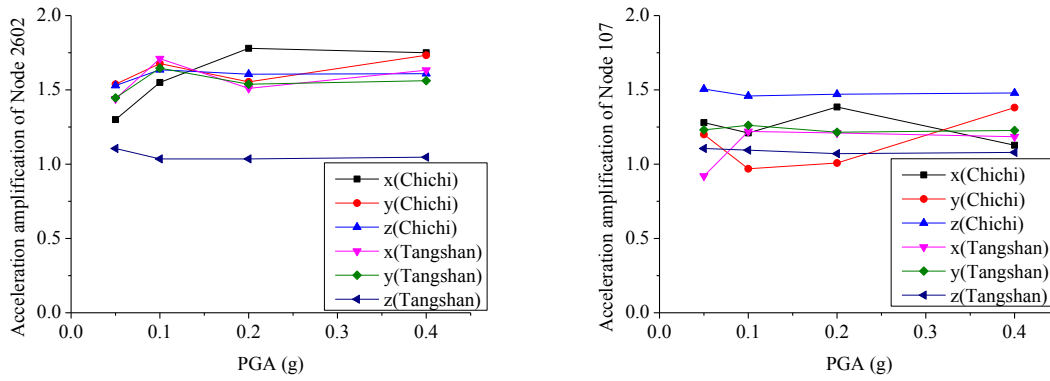 Acceleration amplification of Node 2602
2.0
1.5
1.0
0.5
0.0
0.0
0.1
0.2
0.3
0.4
PGA (g)
x(Chichi)
y(Chichi)
z(Chichi)
x(Tangshan)
y(Tangshan)
z(Tangshan)
Acceleration amplification of Node 107
2.0
1.5
1.0
0.5
0.0
0.0
0.1
0.2
0.3
0.4
PGA (g)
x(Chichi)
y(Chichi)
z(Chichi)
x(Tangshan)
y(Tangshan)
z(Tangshan)